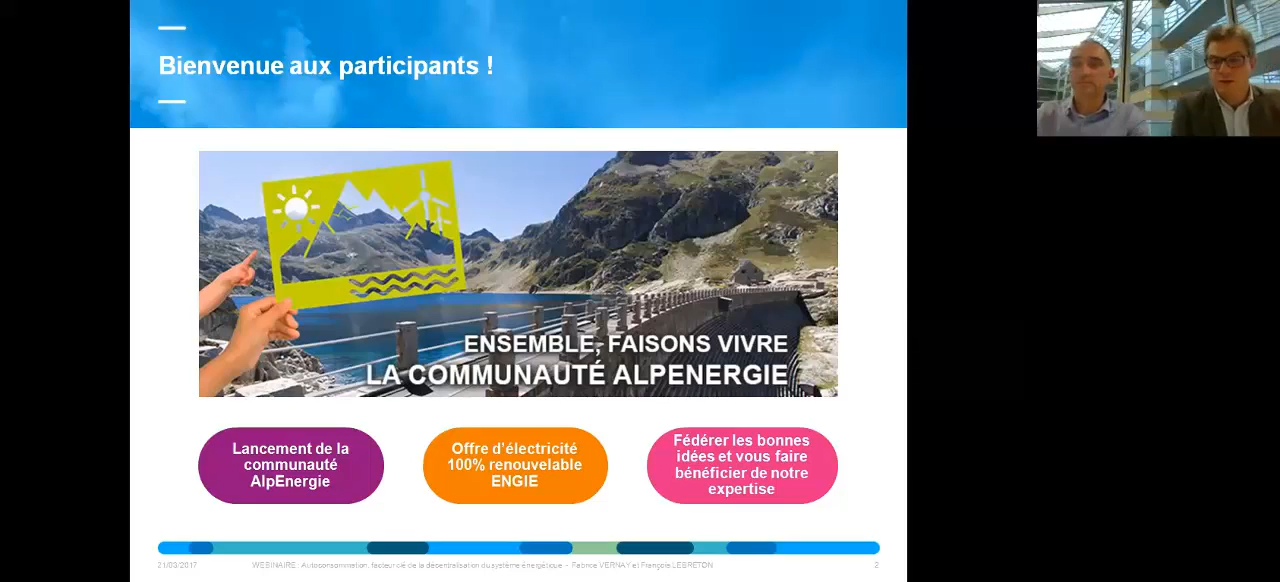 Bienvenue aux participants !
ENSEMBLE, FAISONS VIVRE
LA COMMUNAUTÉ ALPENERGIE
Lancement de la
communauté
AlpEnergie
Offre d'électricité
100% renouvelable
ENGIE
Fédérer les bonnes
idées et vous faire
bénéficier de notre
expertise
21/03/2017
WEBINAIRE : Autoconsommation, facteur clé de la décentralisation du système énergétique - Fabrice VERNAY et François LEBRETON
2